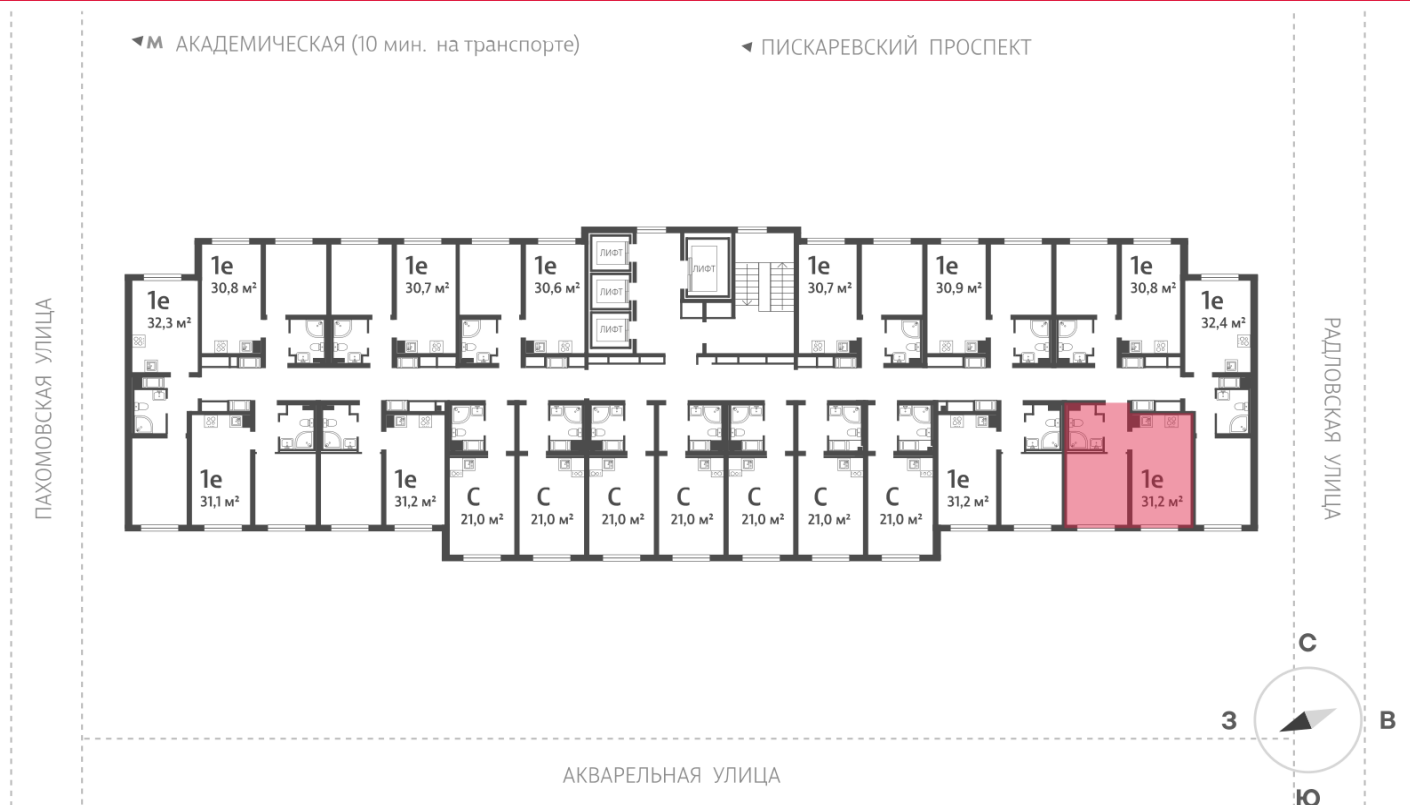 М АКАДЕМИЧЕСКАЯ (10 мин. на транспорте)
ПИСКАРЕВСКИЙ ПРОСПЕКТ
ПАХОМОВСКАЯ УЛИЦА
РАДЛОВСКАЯ УЛИЦА
1е
32,3 м²
1е
30,8 м²
1е
30,7 м²
1е
30,6 м²
ЛИФТ
ЛИФТ
ЛИФТ
ЛИФТ
1е
30,7 м²
1е
30,9 м²
1е
30,8 м²
1е
32,4 м²
1е
31,1 м²
1е
31,2 м²
С
21,0 м²
С
21,0 м²
С
21,0 м²
С
21,0 м²
С
21,0 м²
С
21,0 м²
С
21,0 м²
1е
31,2 м²
1е
31,2 м²
С
З
В
Ю
АКВАРЕЛЬНАЯ УЛИЦА